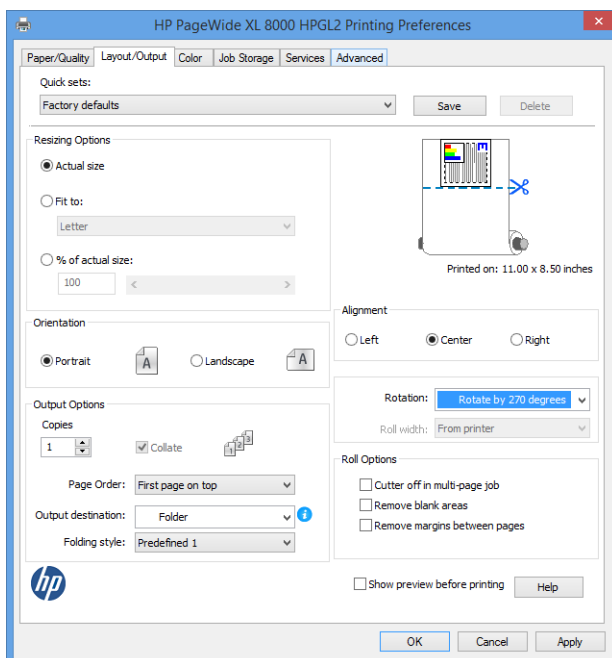 HP PageWide XL 8000 HPGL2 Printing Preferences
Paper/Quality Layout/Output Color Job Storage Services Advanced
Quick sets:
Factory defaults Save Delete
Resizing Options
Actual size
Fit to:
Letter
% of actual size:
100
Printed on: 11.00 x 8.50 inches
Orientation
Portrait A Landscape A
Alignment
Left Center Right
Rotation: Rotate by 270 degrees
Roll width: From printer
Output Options
Copies
1 Collate 1 2 3
Page Order: First page on top
Output destination: Folder i
Folding style: Predefined 1
Roll Options
Cutter off in multi-page job
Remove blank areas
Remove margins between pages
hp
Show preview before printing Help
OK Cancel Apply